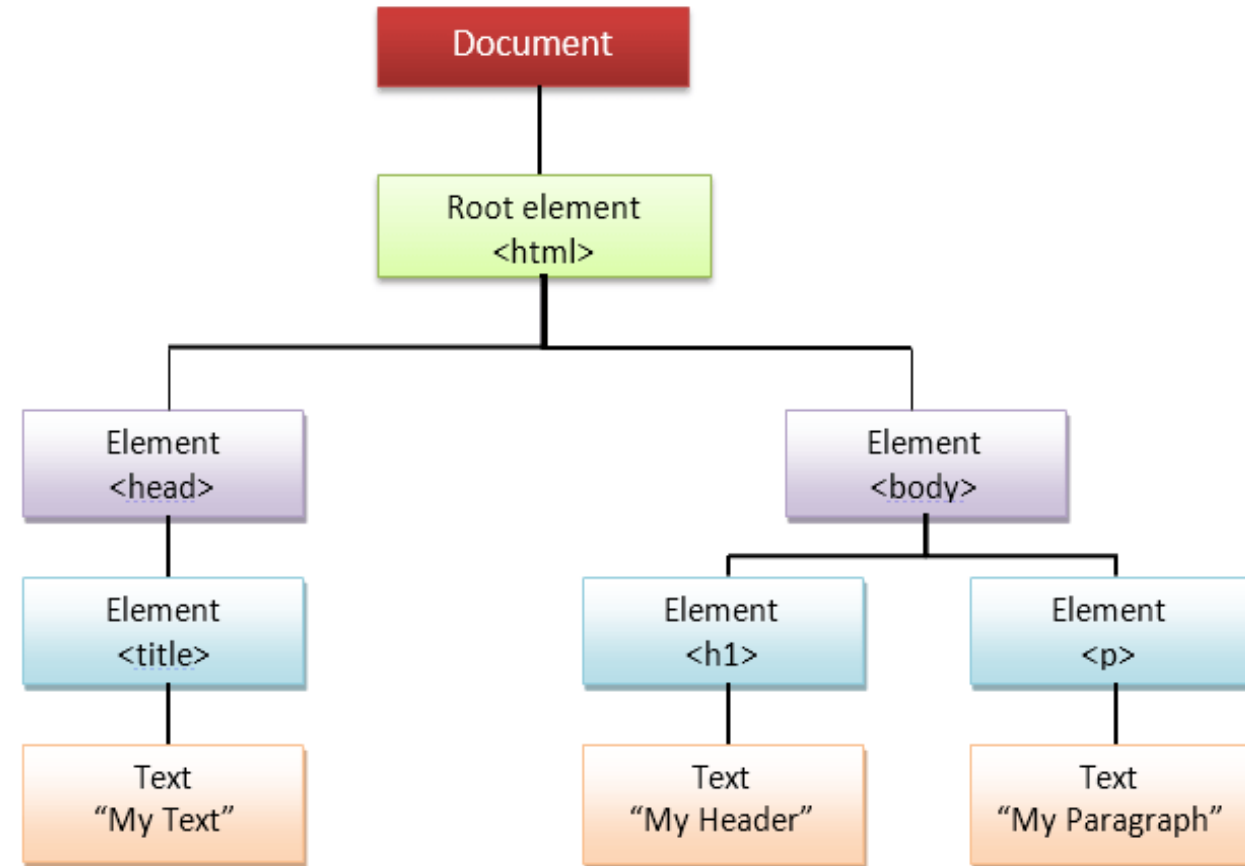 Document
Root element
<html>
Element
<head>
Element
<body>
Element
<title>
Element
<h1>
Element
<p>
Text
“My Text”
Text
“My Header”
Text
“My Paragraph”